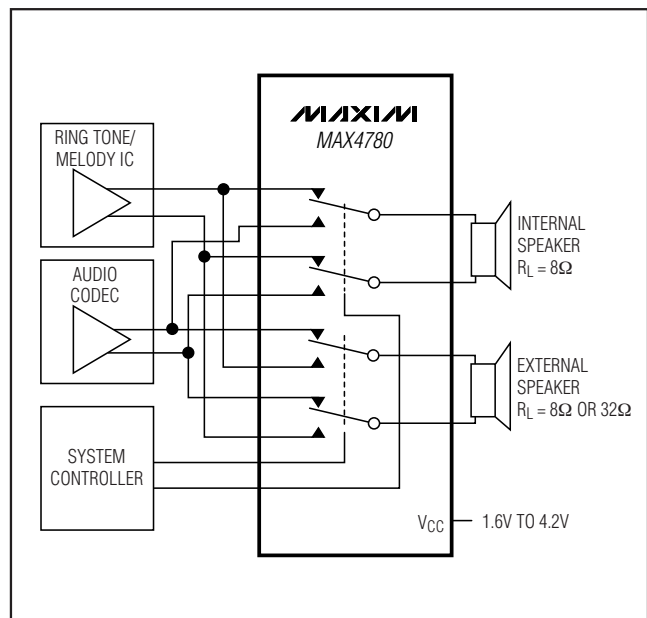 MAXIM
MAX4780
RING TONE/
MELODY IC
AUDIO
CODEC
SYSTEM
CONTROLLER
INTERNAL
SPEAKER
RL = 8Ω
EXTERNAL
SPEAKER
RL = 8Ω OR 32Ω
VCC
1.6V TO 4.2V